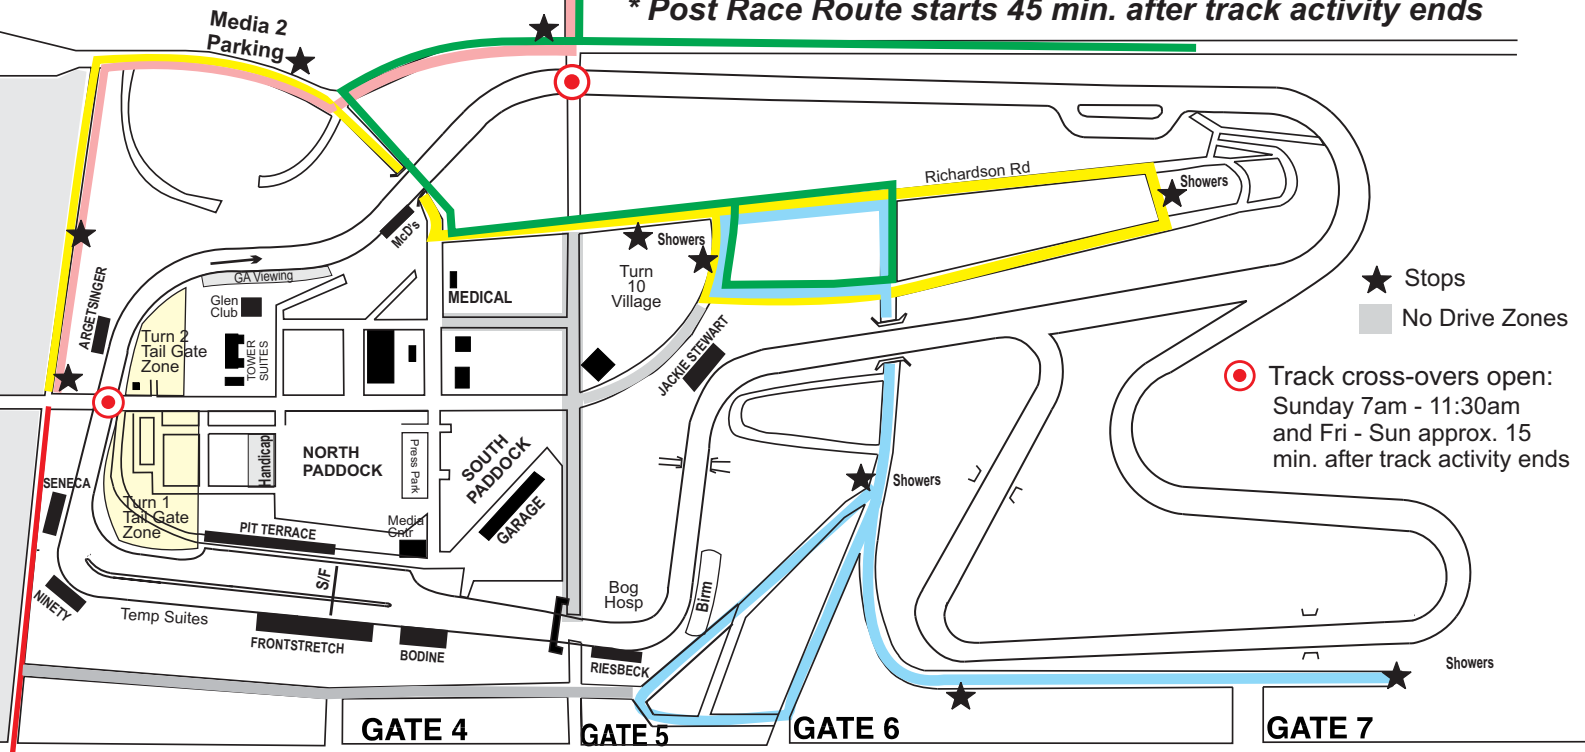 * Post Race Route starts 45 min. after track activity ends
Media 2
Parking
Richardson Rd
Showers
McD's
Showers
GA Viewing
Turn
10
Village
MEDICAL
Glen
Club
ARGETSINGER
Turn 2
Tail Gate
Zone
TOWER
SUITES
JACKIE STEWART
Stops
No Drive Zones
Track cross-overs open:
Sunday 7am - 11:30am
and Fri - Sun approx. 15
min. after track activity ends
Handicap
NORTH
PADDOCK
Press Park
SOUTH
PADDOCK
GARAGE
SENECA
Showers
Turn 1
Tail Gate
Zone
PIT TERRACE
Media
Cntr
S/F
NINETY
Temp Suites
Bog
Hosp
Birm
FRONTSTRETCH
BODINE
RIESBECK
Showers
GATE 4
GATE 5
GATE 6
GATE 7